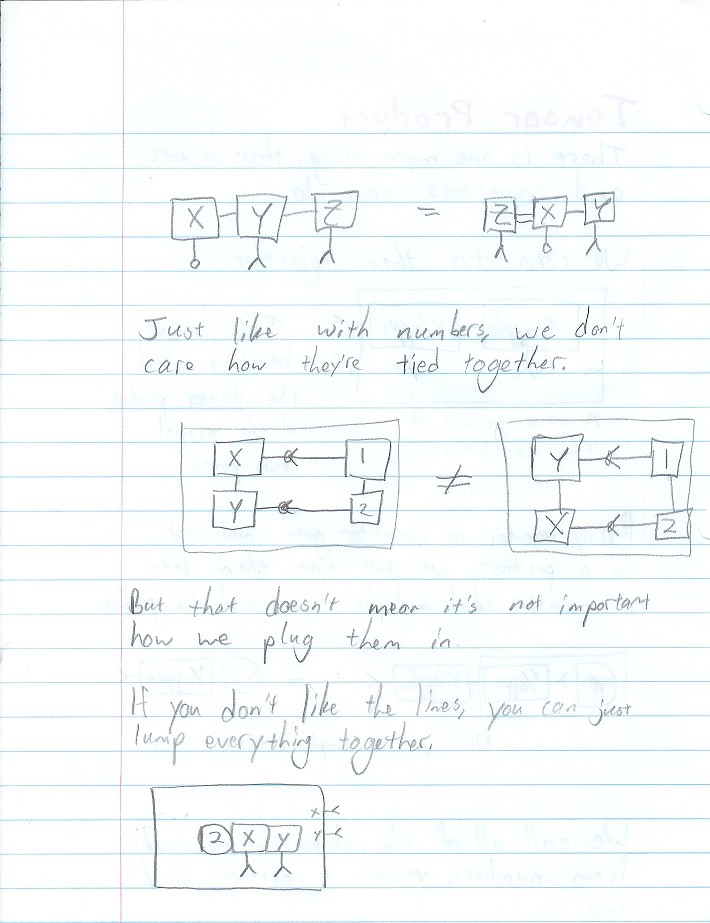 X Y Z = Z X Y
Just like with numbers, we don't
care how they're tied together.
X 1 ≠ Y 1
Y 2 X 2
But that doesn't mean it's not important
how we plug them in.
If you don't like the lines, you can just
lump everything together.
x
2 X Y y